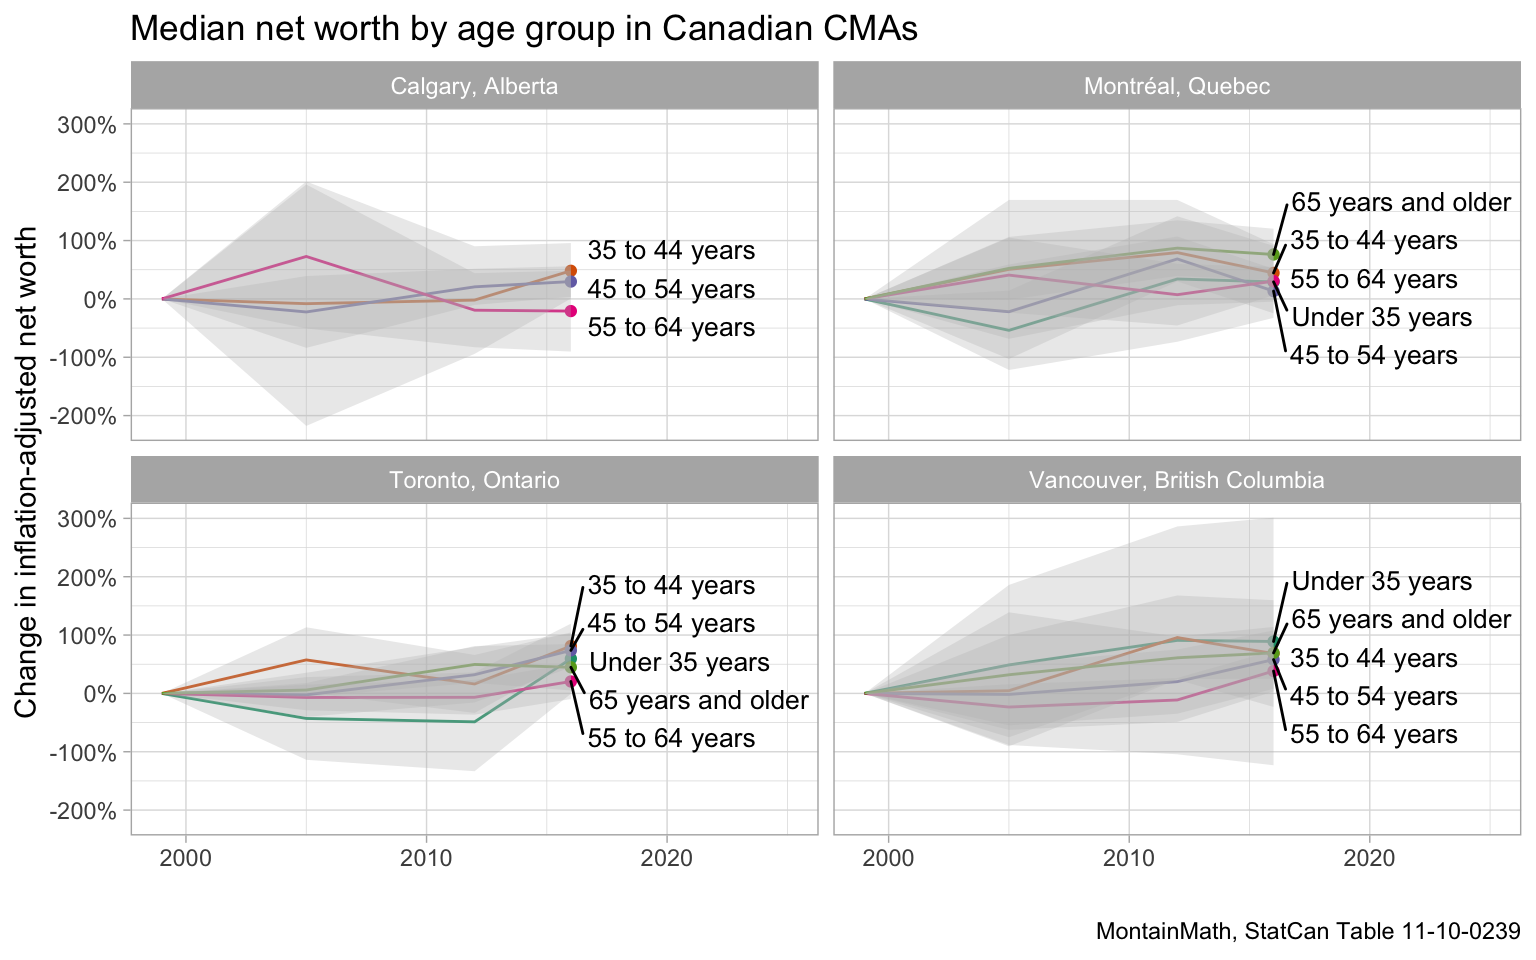 Median net worth by age group in Canadian CMAs
Change in inflation-adjusted net worth
Calgary, Alberta
300%
200%
100%
0%
-100%
-200%
35 to 44 years
45 to 54 years
55 to 64 years
Montréal, Quebec
65 years and older
35 to 44 years
55 to 64 years
Under 35 years
45 to 54 years
Toronto, Ontario
300%
200%
100%
0%
-100%
-200%
35 to 44 years
45 to 54 years
Under 35 years
65 years and older
55 to 64 years
2000 2010 2020
Vancouver, British Columbia
Under 35 years
65 years and older
35 to 44 years
45 to 54 years
55 to 64 years
2000 2010 2020
MontainMath, StatCan Table 11-10-0239